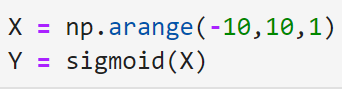 X = np.arange(-10,10,1)
Y = sigmoid(X)